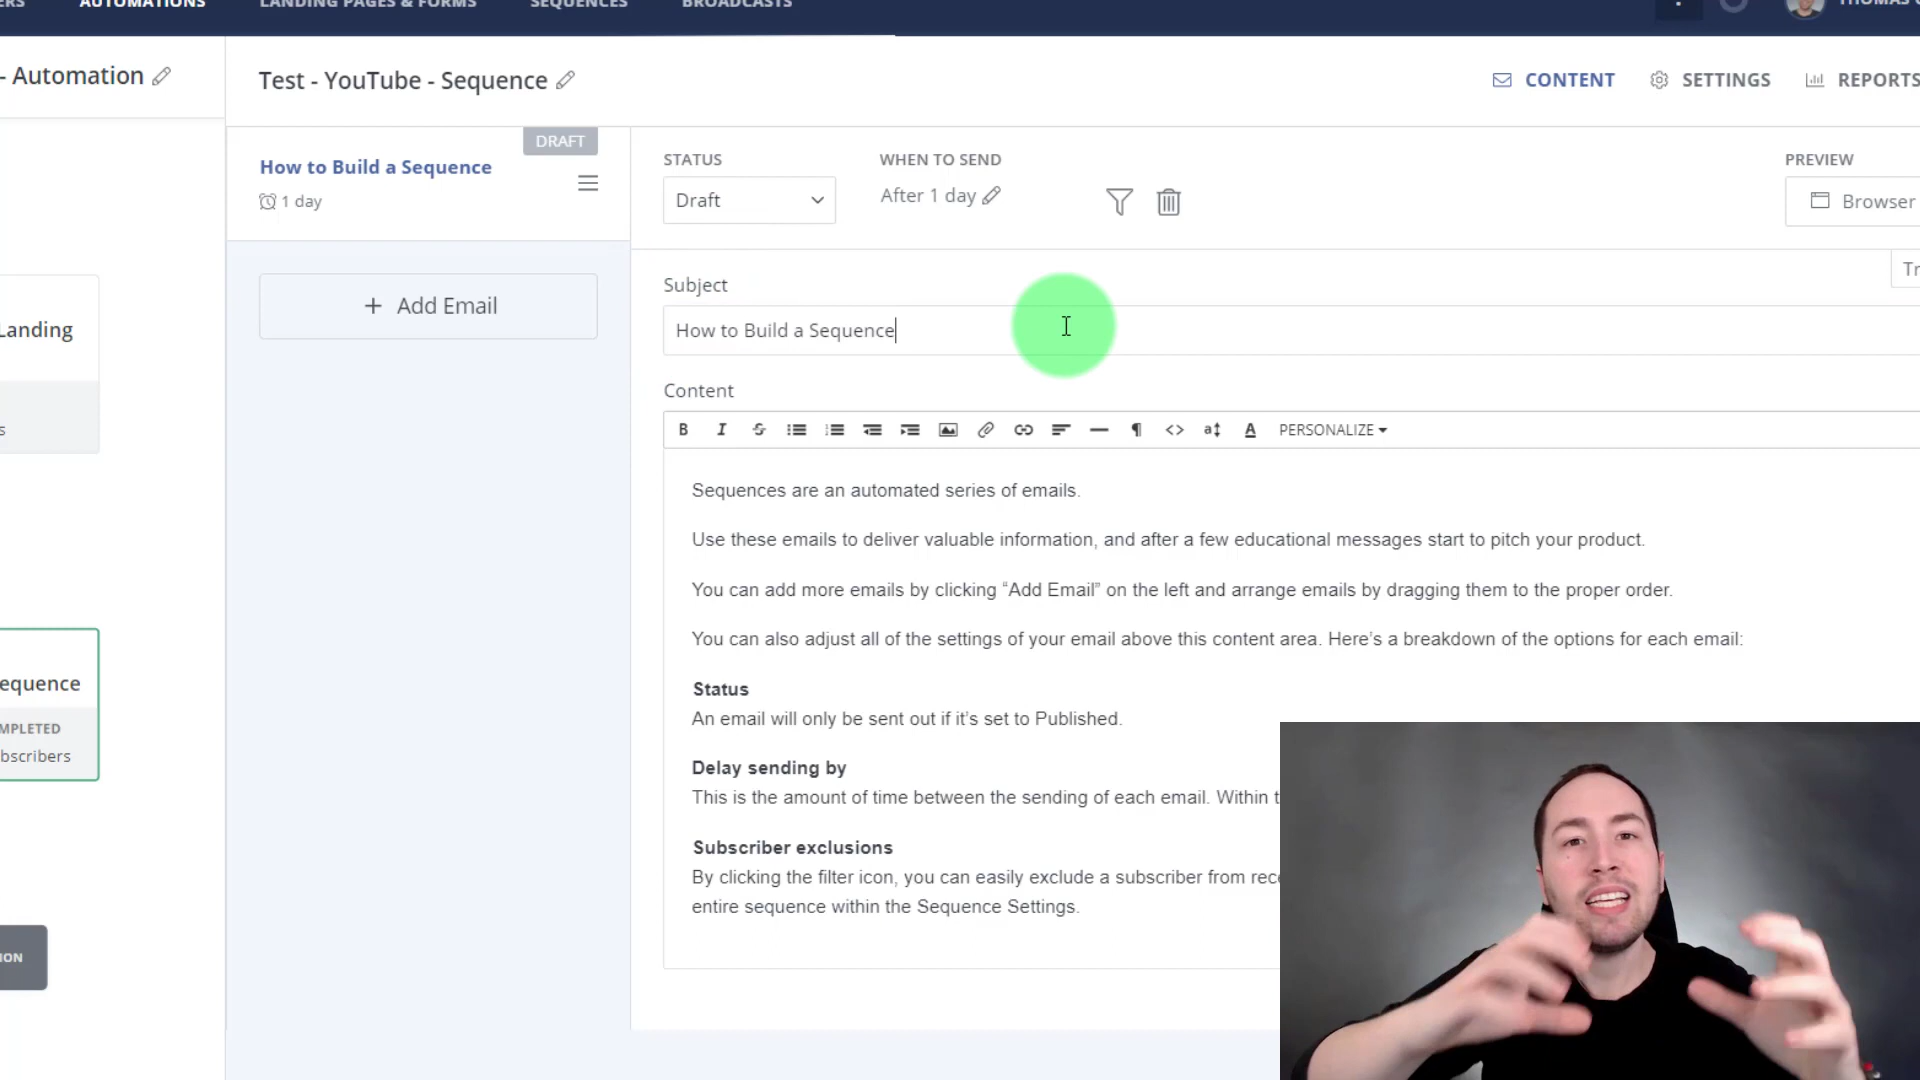 AUTOMATIONS
LANDING PAGES & FORMS
SEQUENCES
BROADCASTS
THOMAS
- Automation
Test - YouTube - Sequence
CONTENT
SETTINGS
REPORTS
DRAFT
How to Build a Sequence
1 day
STATUS
Draft
WHEN TO SEND
After 1 day
PREVIEW
Browser
+ Add Email
Landing
Subject
How to Build a Sequence
Content
PERSONALIZE
Sequences are an automated series of emails.
Use these emails to deliver valuable information, and after a few educational messages start to pitch your product.
You can add more emails by clicking “Add Email” on the left and arrange emails by dragging them to the proper order.
You can also adjust all of the settings of your email above this content area. Here’s a breakdown of the options for each email:
Status
An email will only be sent out if it’s set to Published.
Delay sending by
This is the amount of time between the sending of each email. Within
Subscriber exclusions
By clicking the filter icon, you can easily exclude a subscriber from
entire sequence within the Sequence Settings.
equence
MPLETED
bscribers
ION